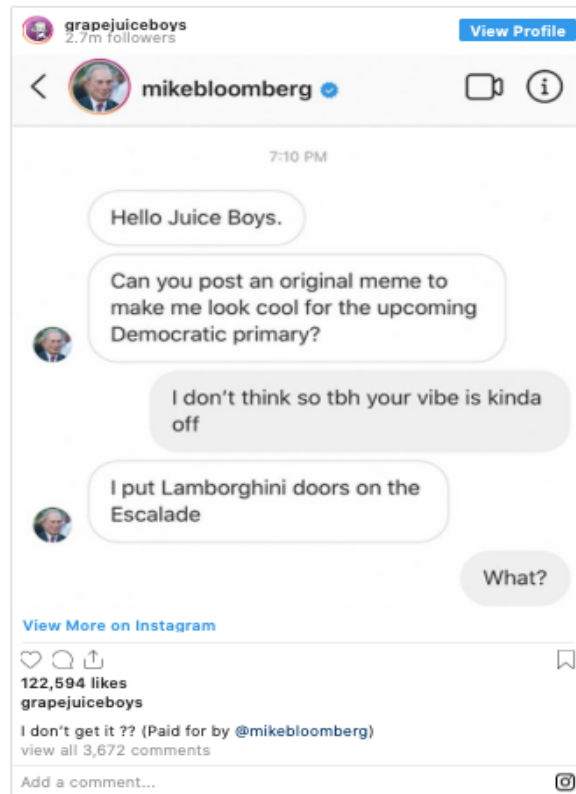 grapejuiceboys
2.7m followers
View Profile
mikebloomberg
7:10 PM
Hello Juice Boys.
Can you post an original meme to
make me look cool for the upcoming
Democratic primary?
I don't think so tbh your vibe is kinda
off
I put Lamborghini doors on the
Escalade
What?
View More on Instagram
122,594 likes
grapejuiceboys
I don't get it ?? (Paid for by @mikebloomberg)
view all 3,672 comments
Add a comment...